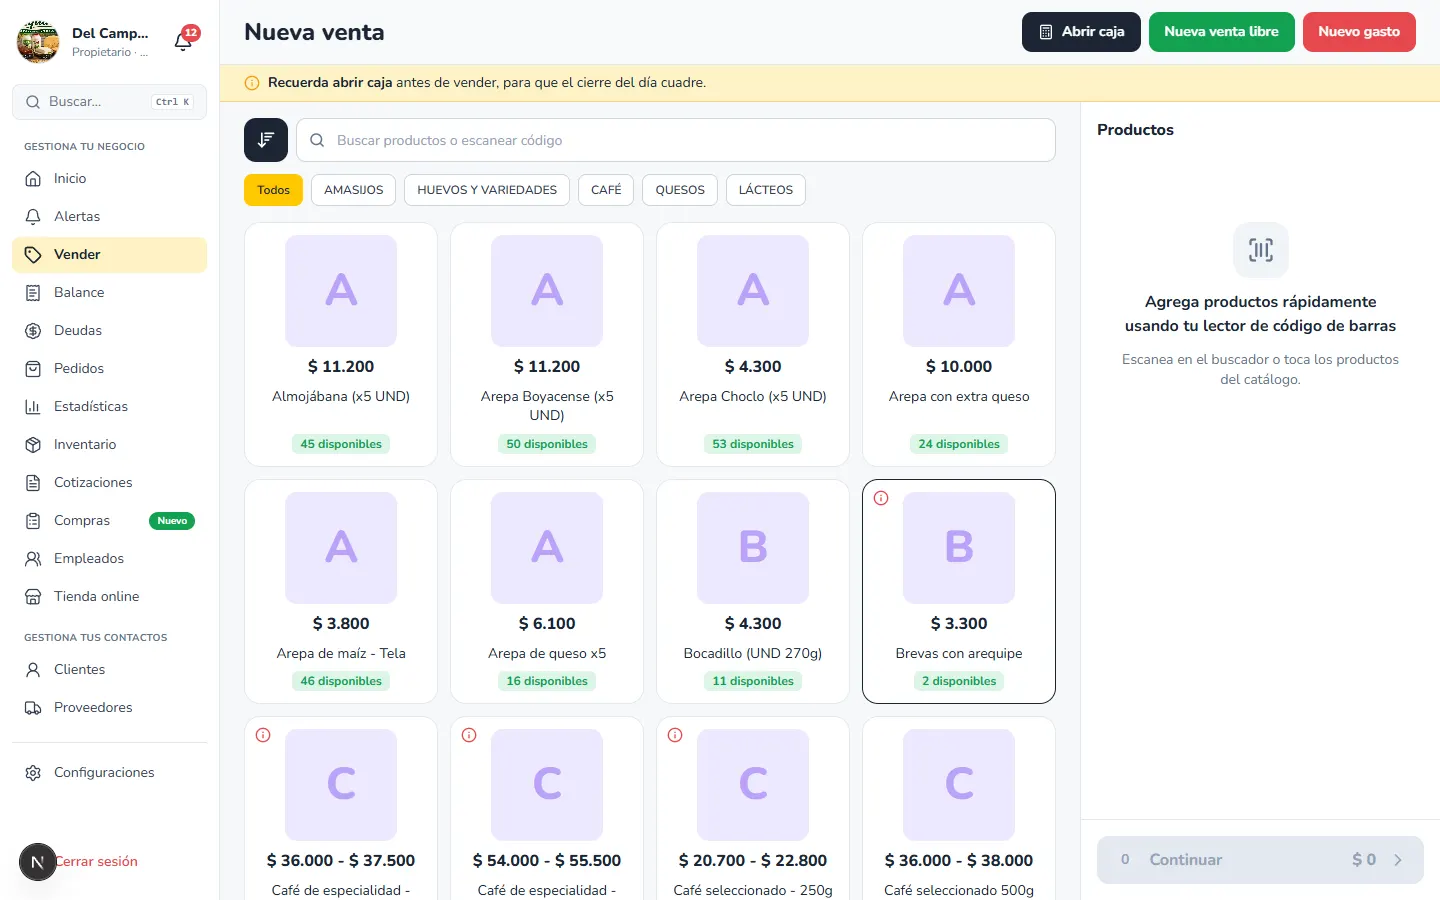 Del Camp...
Propietario · ...
12
Buscar...
Ctrl K
GESTIONA TU NEGOCIO
Inicio
Alertas
Vender
Balance
Deudas
Pedidos
Estadísticas
Inventario
Cotizaciones
Compras
Nuevo
Empleados
Tienda online
GESTIONA TUS CONTACTOS
Clientes
Proveedores
Configuraciones
N
Cerrar sesión
Nueva venta
Abrir caja
Nueva venta libre
Nuevo gasto
Recuerda abrir caja antes de vender, para que el cierre del día cuadre.
Buscar productos o escanear código
Todos
AMASIJOS
HUEVOS Y VARIEDADES
CAFÉ
QUESOS
LÁCTEOS
A
$ 11.200
Almojábana (x5 UND)
45 disponibles
A
$ 11.200
Arepa Boyacense (x5
UND)
50 disponibles
A
$ 4.300
Arepa Choclo (x5 UND)
53 disponibles
A
$ 10.000
Arepa con extra queso
24 disponibles
A
$ 3.800
Arepa de maíz - Tela
46 disponibles
A
$ 6.100
Arepa de queso x5
16 disponibles
B
$ 4.300
Bocadillo (UND 270g)
11 disponibles
B
$ 3.300
Brevas con arequipe
2 disponibles
C
$ 36.000 - $ 37.500
Café de especialidad -
C
$ 54.000 - $ 55.500
Café de especialidad -
C
$ 20.700 - $ 22.800
Café seleccionado - 250g
C
$ 36.000 - $ 38.000
Café seleccionado 500g
Productos
Agrega productos rápidamente
usando tu lector de código de barras
Escanea en el buscador o toca los productos
del catálogo.
0
Continuar
$ 0